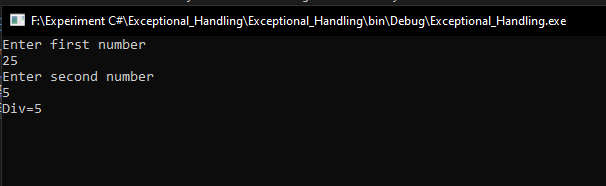 F:\Experiment C#\Exceptional_Handling\Exceptional_Handling\bin\Debug\Exceptional_Handling.exe
Enter first number
25
Enter second number
5
Div=5